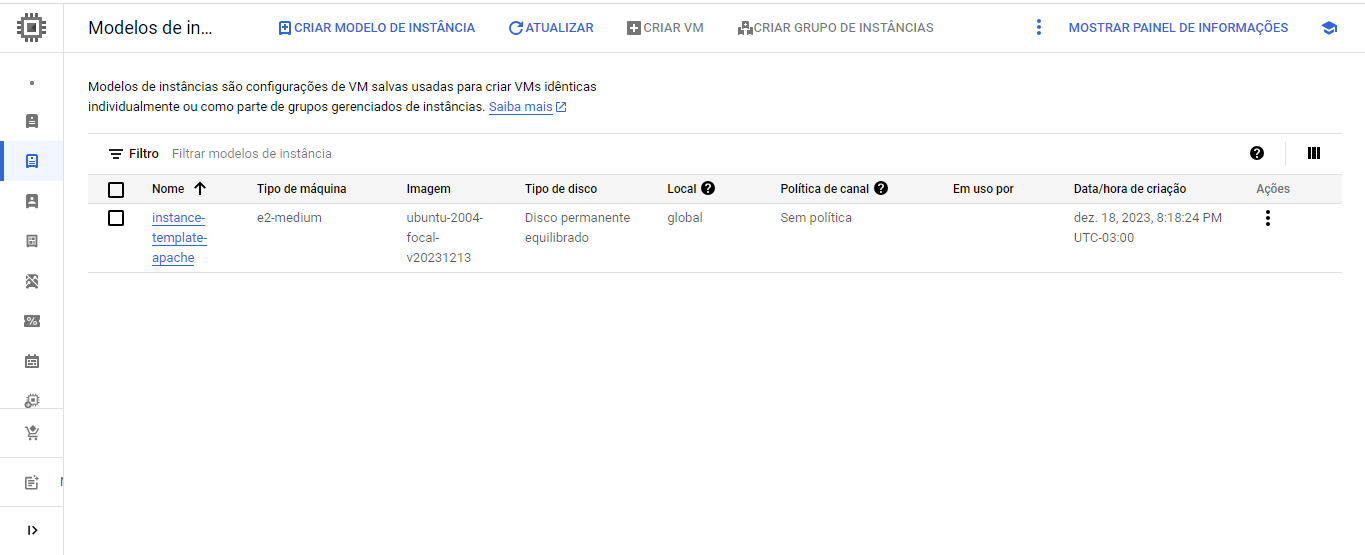 Modelos de in... CRIAR MODELO DE INSTÂNCIA ATUALIZAR CRIAR VM CRIAR GRUPO DE INSTÂNCIAS MOSTRAR PAINEL DE INFORMAÇÕES
Modelos de instâncias são configurações de VM salvas usadas para criar VMs idênticas
individualmente ou como parte de grupos gerenciados de instâncias. Saiba mais
Filtro Filtrar modelos de instância
Nome Tipo de máquina Imagem Tipo de disco Local Política de canal Em uso por Data/hora de criação Ações
instance- e2-medium ubuntu-2004- Disco permanente global Sem política dez. 18, 2023, 8:18:24 PM
template- focal- equilibrado UTC-03:00
apache v20231213